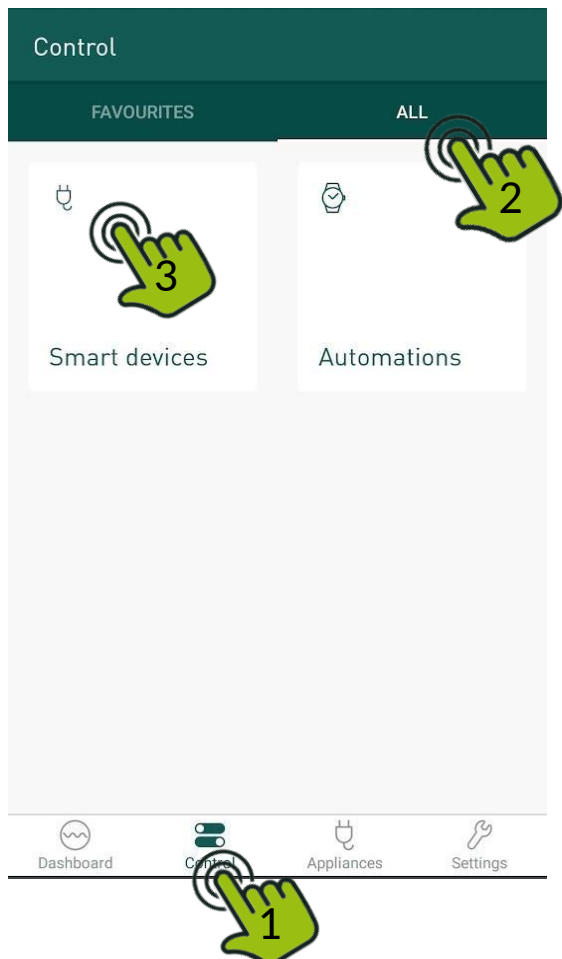 Control
FAVOURITES ALL
2
3
Smart devices Automations
Dashboard Control Appliances Settings
1